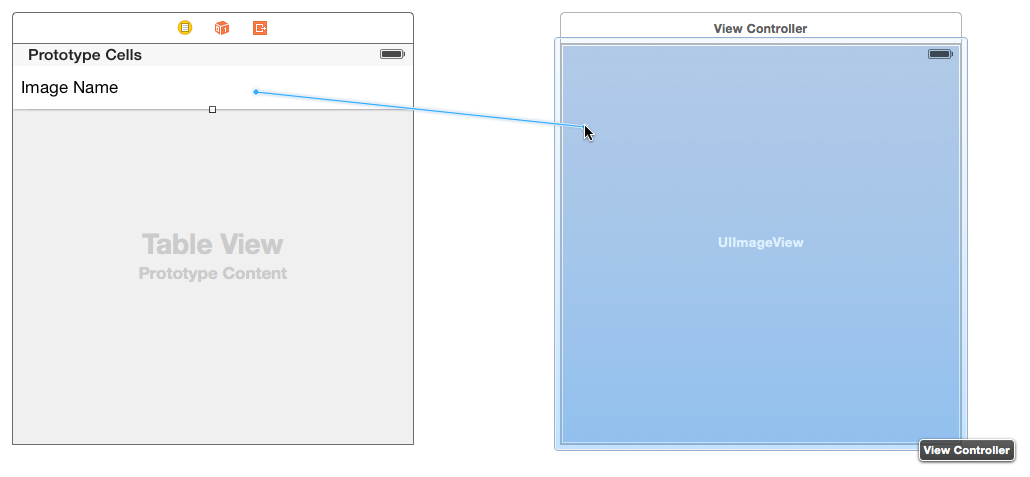 Prototype Cells
Image Name
Table View
Prototype Content
View Controller
UIImageView
View Controller